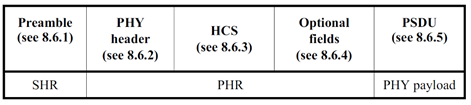 Preamble PHY HCS Optional PSDU
(see 8.6.1) header (see 8.6.3) fields (see 8.6.5)
(see 8.6.2) (see 8.6.4)
SHR PHR PHY payload